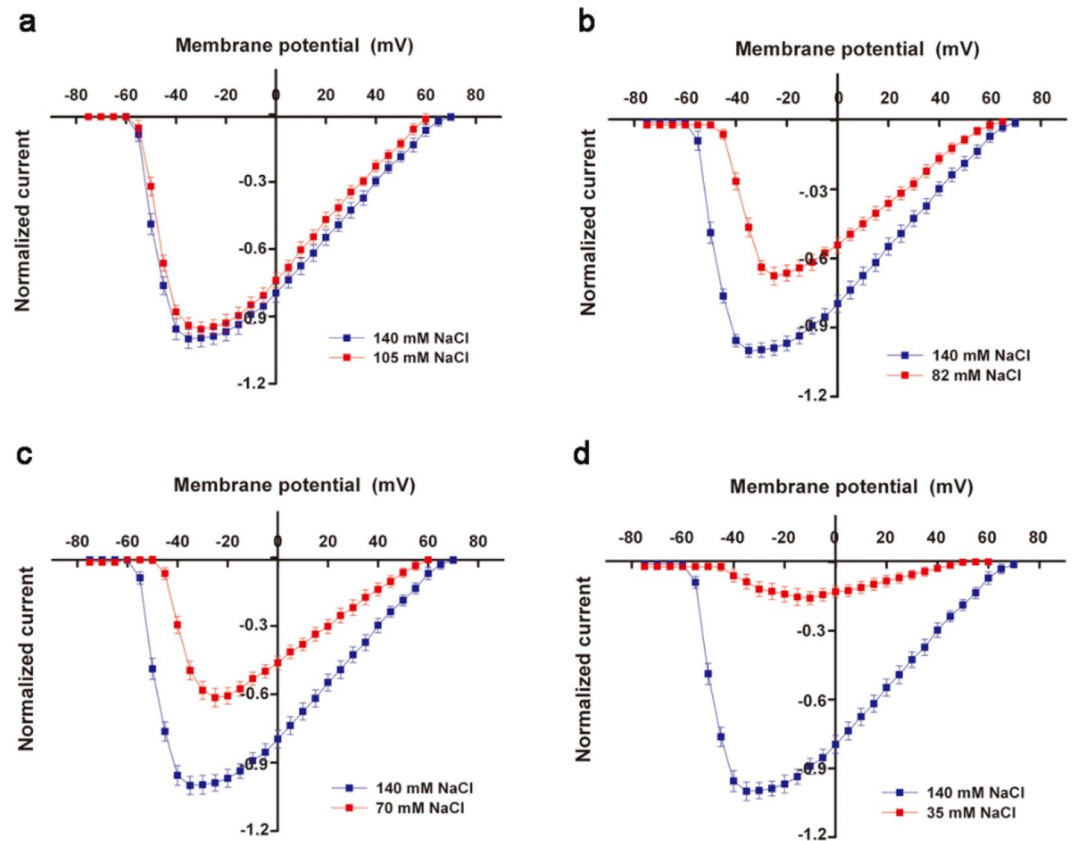 a
Membrane potential (mV)
-80 -60 -40 -20 0 20 40 60 80
Normalized current
-0.3
-0.6
-0.9
-1.2
140 mM NaCl
105 mM NaCl
b
Membrane potential (mV)
-80 -60 -40 -20 0 20 40 60 80
Normalized current
-.03
-0.6
-0.9
-1.2
140 mM NaCl
82 mM NaCl
c
Membrane potential (mV)
-80 -60 -40 -20 0 20 40 60 80
Normalized current
-0.3
-0.6
-0.9
-1.2
140 mM NaCl
70 mM NaCl
d
Membrane potential (mV)
-80 -60 -40 -20 0 20 40 60 80
Normalized current
-0.3
-0.6
-0.9
-1.2
140 mM NaCl
35 mM NaCl